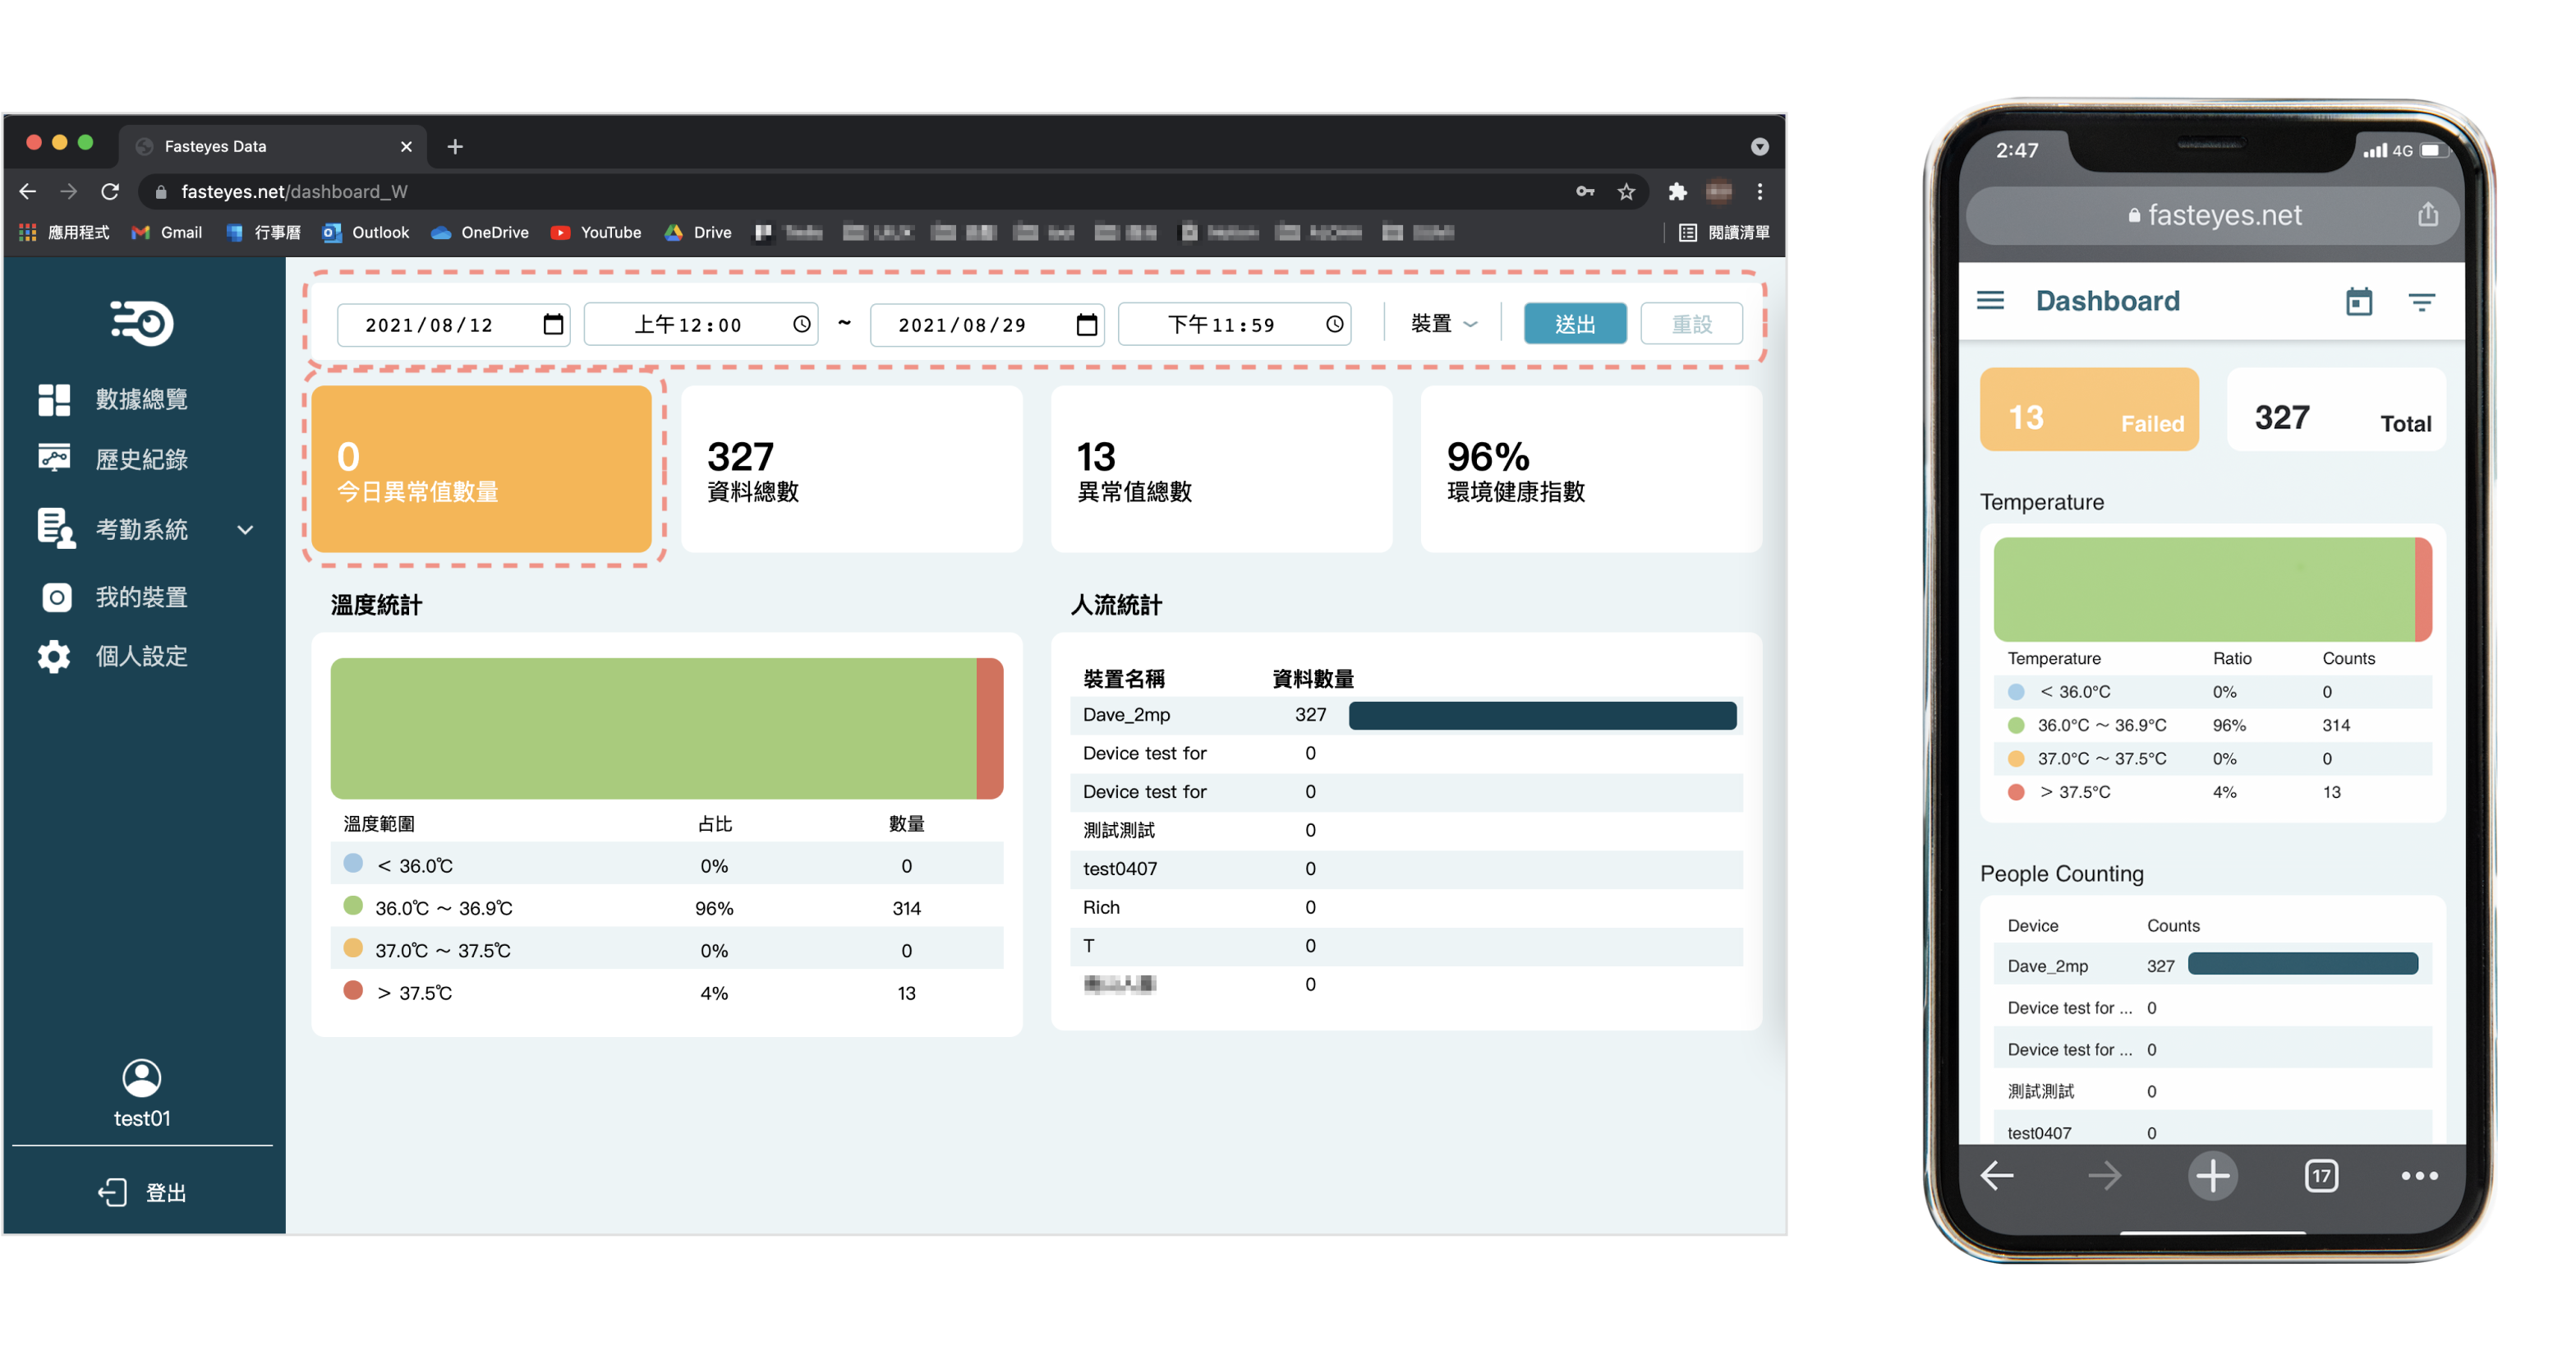 Fasteyes Data
fasteyes.net/dashboard_W
應用程式 Gmail 行事曆 Outlook OneDrive YouTube Drive 閱讀清單
數據總覽
歷史紀錄
考勤系統
我的裝置
個人設定
test01
登出
2021/08/12 上午12:00 ~ 2021/08/29 下午11:59 裝置 送出 重設
0
今日異常值數量
327
資料總數
13
異常值總數
96%
環境健康指數
溫度統計
溫度範圍 占比 數量
< 36.0℃ 0% 0
36.0℃ ~ 36.9℃ 96% 314
37.0℃ ~ 37.5℃ 0% 0
> 37.5℃ 4% 13
人流統計
裝置名稱 資料數量
Dave_2mp 327
Device test for 0
Device test for 0
測試測試 0
test0407 0
Rich 0
T 0
0
2:47 4G
fasteyes.net
Dashboard
13 Failed
327 Total
Temperature
Temperature Ratio Counts
< 36.0°C 0% 0
36.0°C ~ 36.9°C 96% 314
37.0°C ~ 37.5°C 0% 0
> 37.5°C 4% 13
People Counting
Device Counts
Dave_2mp 327
Device test for ... 0
Device test for ... 0
測試測試 0
test0407 0
17